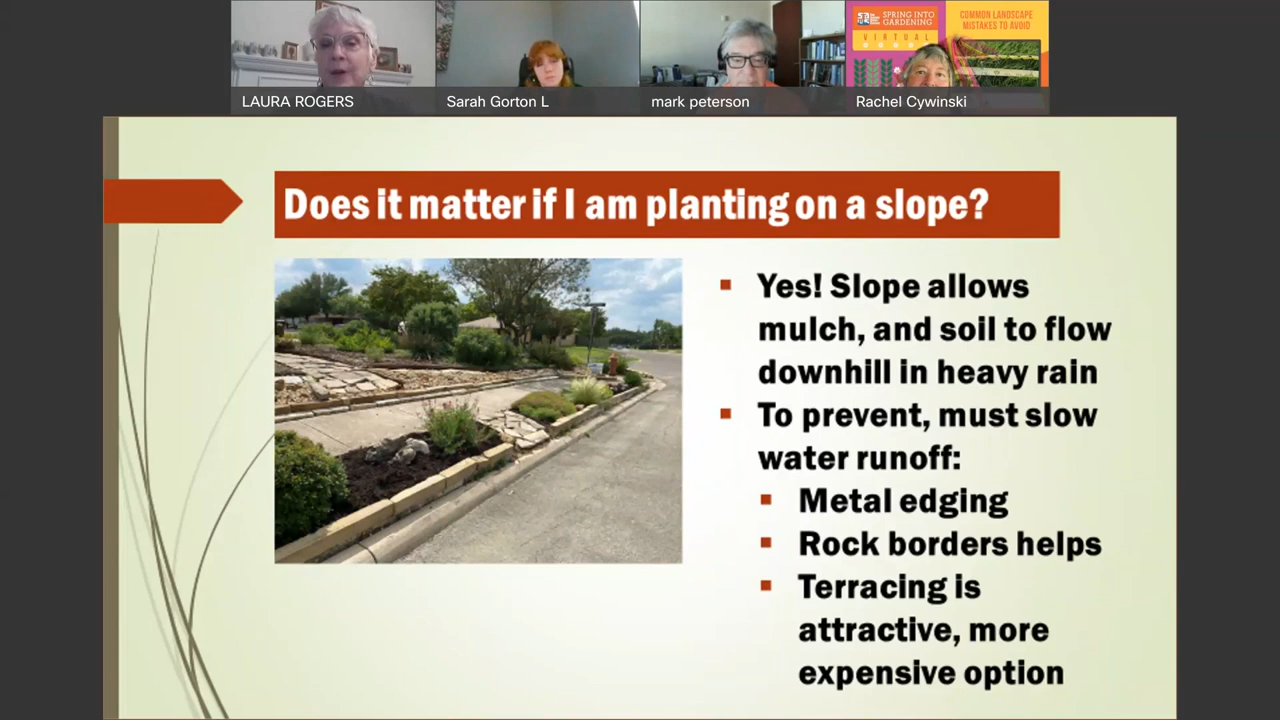 SPRING INTO
GARDENING
VIRTUAL
COMMON LANDSCAPE
MISTAKES TO AVOID
LAURA ROGERS
Sarah Gorton L
mark peterson
Rachel Cywinski
Does it matter if I am planting on a slope?
Yes! Slope allows
mulch, and soil to flow
downhill in heavy rain
To prevent, must slow
water runoff:
Metal edging
Rock borders helps
Terracing is
attractive, more
expensive option